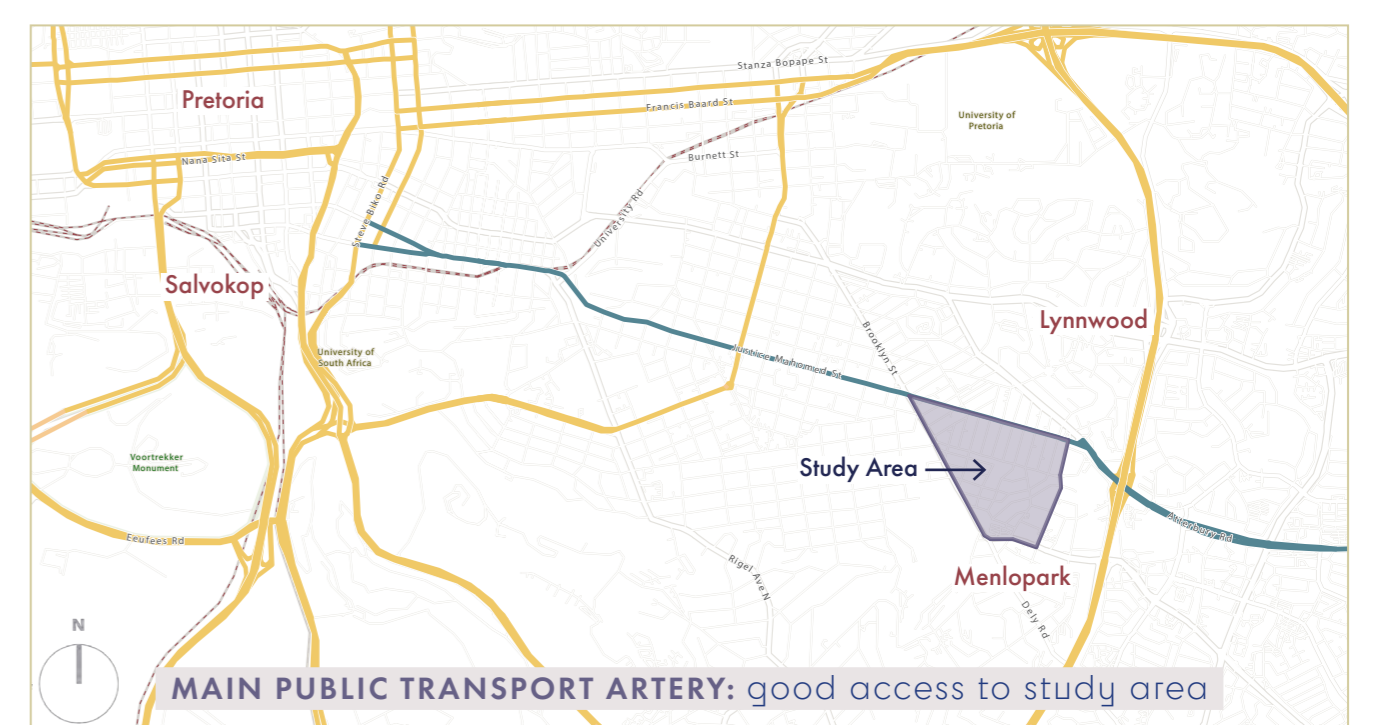 Stanza Bopape St
Pretoria
Francis Baard St
University of
Pretoria
Nana Sita St
Burnett St
Steve Biko Rd
University Rd
Salvokop
Lynnwood
University of
South Africa
Brooklyn St
Justice Mahomed St
Voortrekker
Monument
Study Area
Atterbury Rd
Eeufees Rd
Rigel Ave N
Menlopark
Dely Rd
N
MAIN PUBLIC TRANSPORT ARTERY: good access to study area